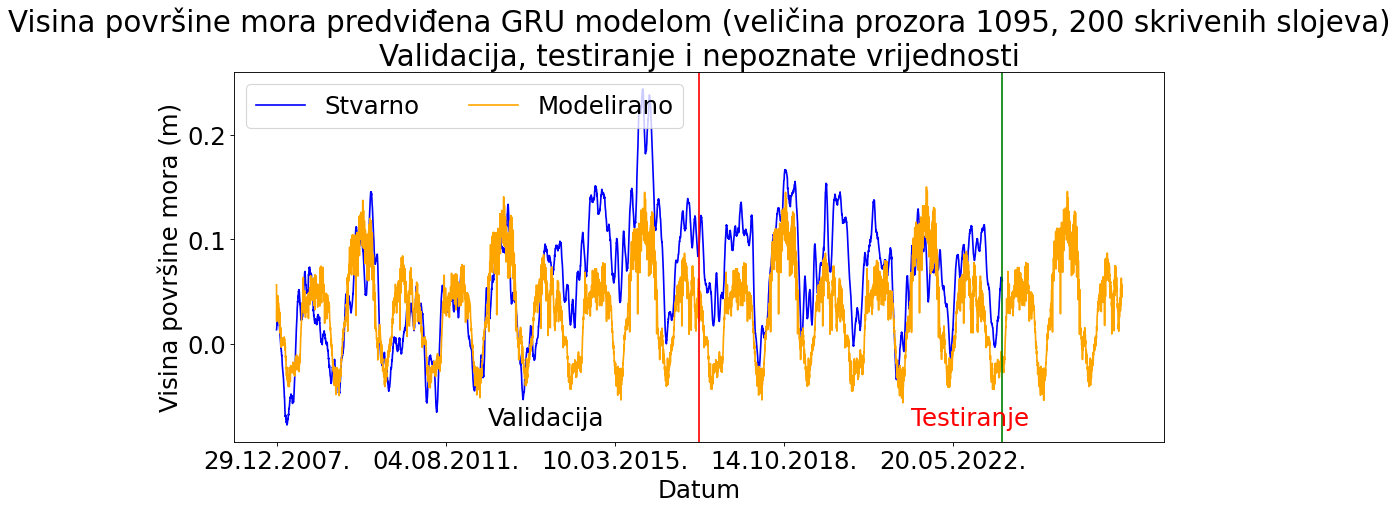 Visina površine mora predviđena GRU modelom (veličina prozora 1095, 200 skrivenih slojeva)
Validacija, testiranje i nepoznate vrijednosti
Stvarno Modelirano
Visina površine mora (m)
0.2
0.1
0.0
Validacija Testiranje
29.12.2007. 04.08.2011. 10.03.2015. 14.10.2018. 20.05.2022.
Datum